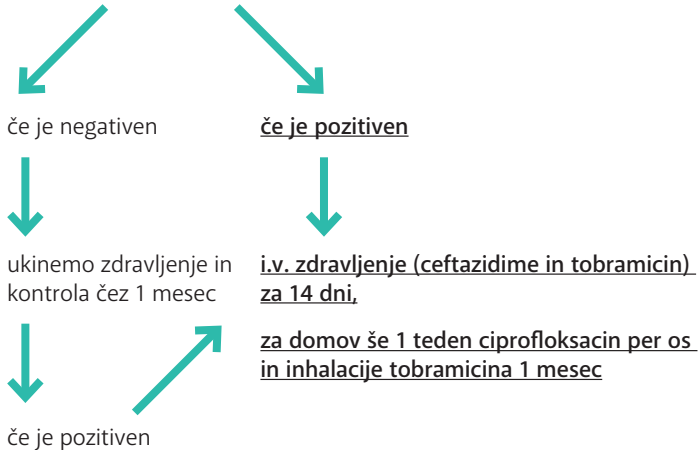 če je negativen
če je pozitiven
ukinemo zdravljenje in
kontrola čez 1 mesec
i.v. zdravljenje (ceftazidime in tobramicin)
za 14 dni,
za domov še 1 teden ciprofloksacin per os
in inhalacije tobramicina 1 mesec
če je pozitiven